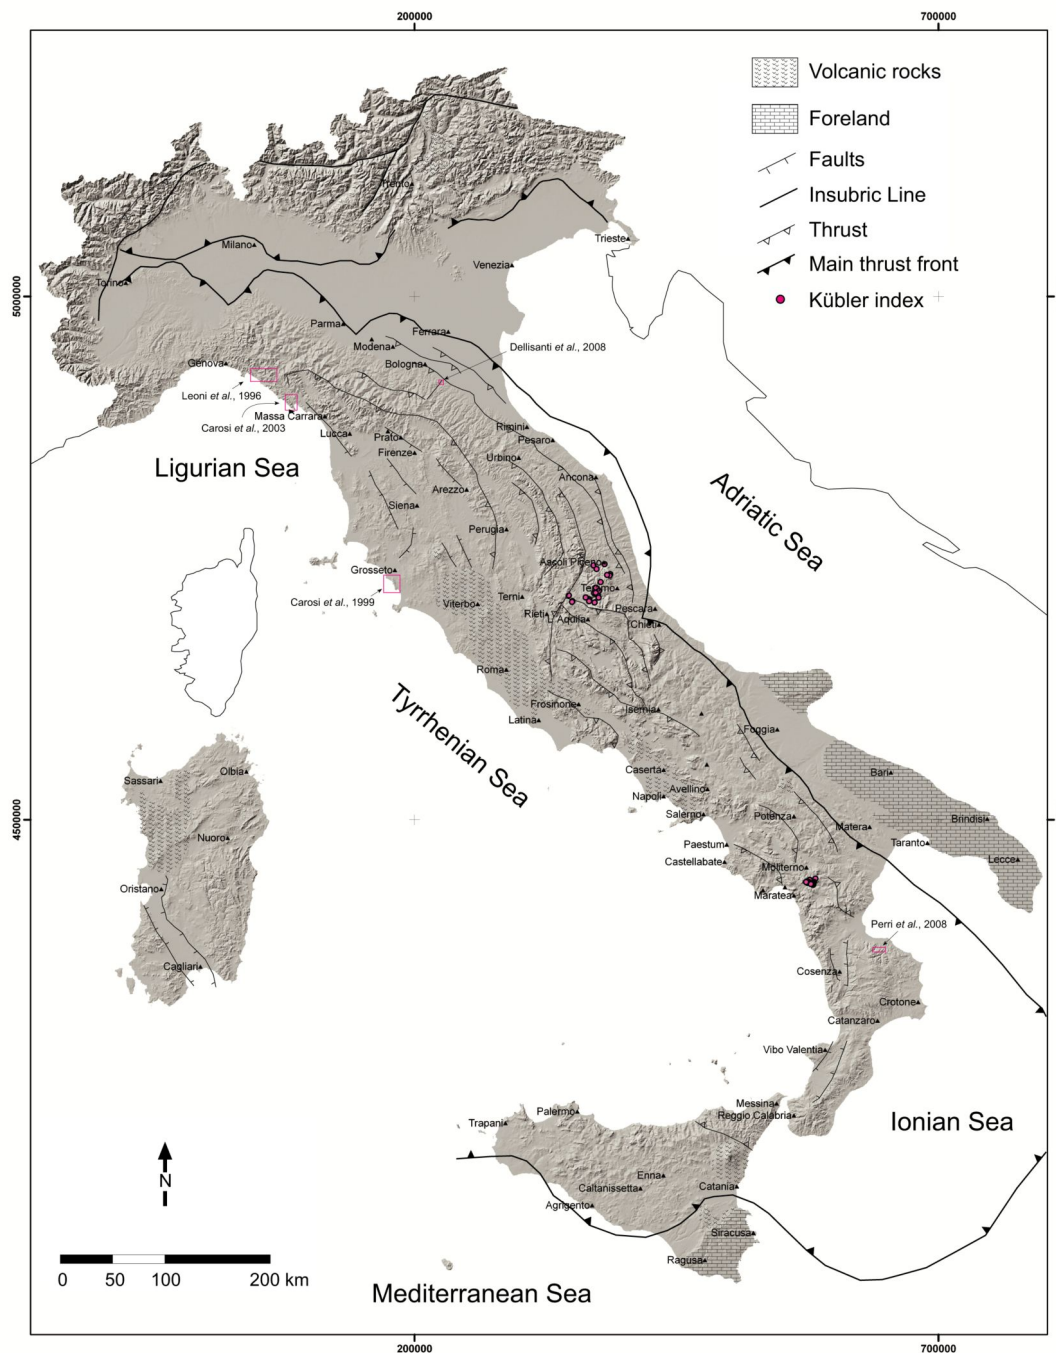 200000
700000
Volcanic rocks
Foreland
Faults
Insubric Line
Thrust
Main thrust front
Kübler index
Trento
Trieste
Milano
Venezia
Torino
5000000
Parma
Ferrara
Modena
Dellisanti et al., 2008
Bologna
Genova
Leoni et al., 1996
Massa Carrara
Carosi et al., 2003
Lucca
Prato
Firenze
Rimini
Pesaro
Urbino
Ligurian Sea
Ancona
Arezzo
Siena
Adriatic Sea
Perugia
Ascoli Piceno
Grosseto
Teramo
Carosi et al., 1999
Viterbo
Terni
Rieti
L'Aquila
Pescara
Chieti
Roma
Tyrrhenian Sea
Frosinone
Isernia
Latina
Foggia
Sassari
Olbia
Caserta
Bari
Napoli
Avellino
4500000
Salerno
Potenza
Matera
Brindisi
Nuoro
Paestum
Taranto
Castellabate
Moliterno
Lecce
Oristano
Maratea
Perri et al., 2008
Cagliari
Cosenza
Crotone
Catanzaro
Vibo Valentia
Messina
Reggio Calabria
Palermo
Trapani
Ionian Sea
N
Enna
Caltanissetta
Catania
Agrigento
Siracusa
Ragusa
0 50 100 200 km
Mediterranean Sea
200000
700000